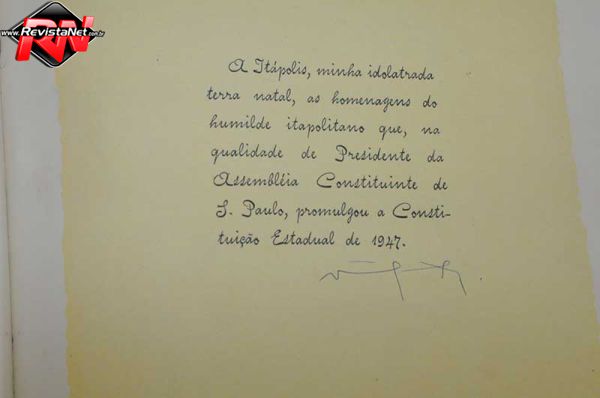 RN
www.RevistaNet.com.br
A Itápolis, minha idolatrada
terra natal, as homenagens do
humilde itapolitano que, na
qualidade de Presidente da
Assembléia Constituinte de
S. Paulo, promulgou a Consti-
tuição Estadual de 1947.